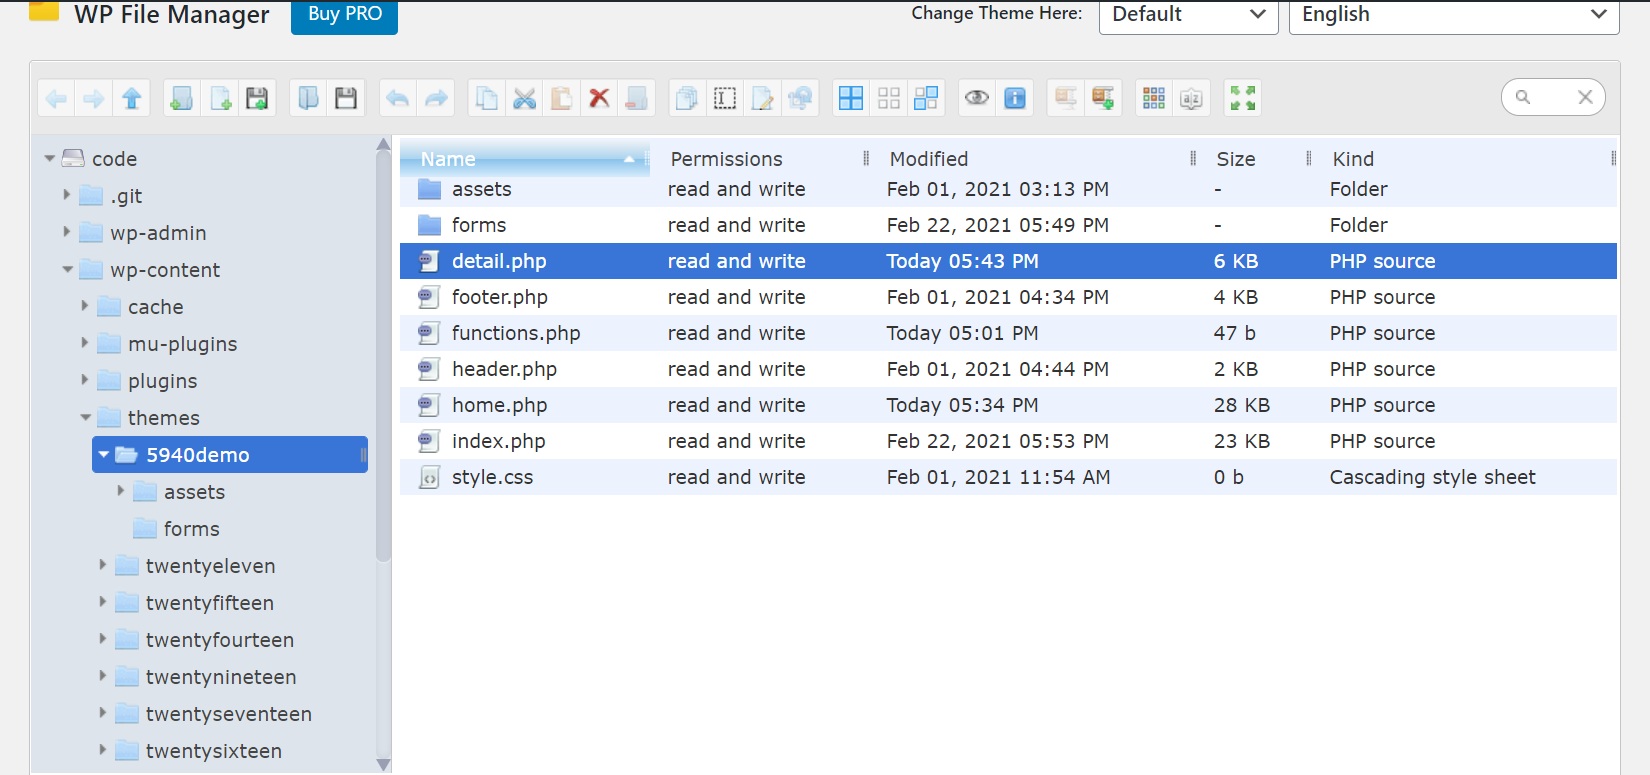 WP File Manager Buy PRO Change Theme Here: Default English
code
.git
wp-admin
wp-content
cache
mu-plugins
plugins
themes
5940demo
assets
forms
twentyeleven
twentyfifteen
twentyfourteen
twentynineteen
twentyseventeen
twentysixteen
Name Permissions Modified Size Kind
assets read and write Feb 01, 2021 03:13 PM - Folder
forms read and write Feb 22, 2021 05:49 PM - Folder
detail.php read and write Today 05:43 PM 6 KB PHP source
footer.php read and write Feb 01, 2021 04:34 PM 4 KB PHP source
functions.php read and write Today 05:01 PM 47 b PHP source
header.php read and write Feb 01, 2021 04:44 PM 2 KB PHP source
home.php read and write Today 05:34 PM 28 KB PHP source
index.php read and write Feb 22, 2021 05:53 PM 23 KB PHP source
style.css read and write Feb 01, 2021 11:54 AM 0 b Cascading style sheet